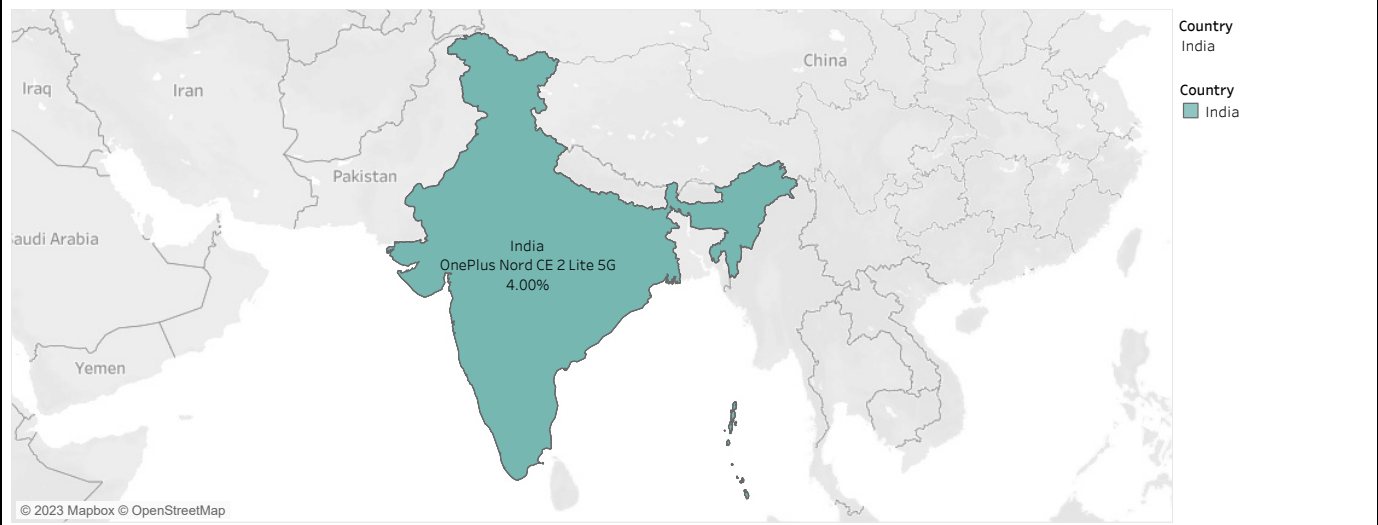 China
Iraq
Iran
Pakistan
audi Arabia
India
OnePlus Nord CE 2 Lite 5G
4.00%
Yemen
© 2023 Mapbox © OpenStreetMap
Country
India
Country
India